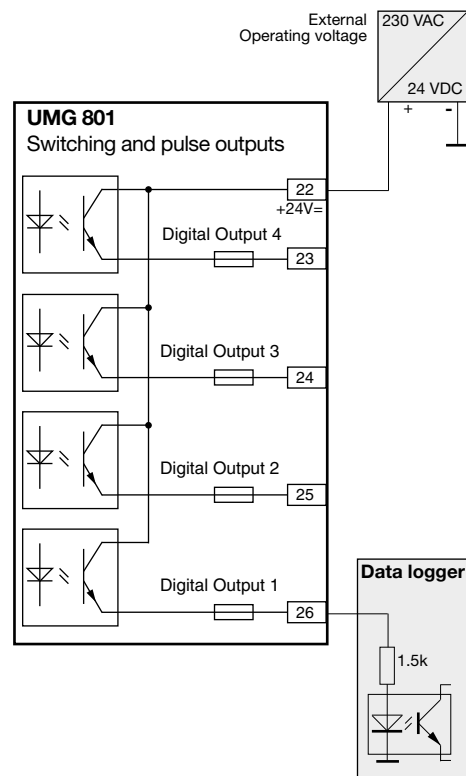 External
Operating voltage
230 VAC
24 VDC
+ -
UMG 801
Switching and pulse outputs
22
+24V=
Digital Output 4
23
Digital Output 3
24
Digital Output 2
25
Digital Output 1
26
Data logger
1.5k